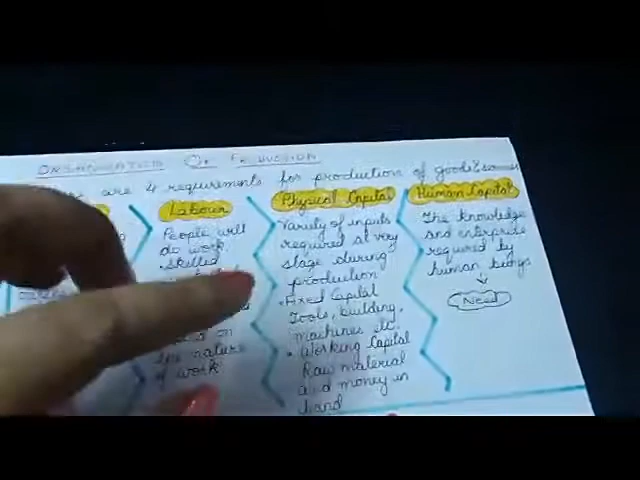 ORGANISATION OF PRODUCTION
are 4 requirements for production of goods &
Labour
People will
do work.
Skilled
on
the nature
of work
Physical Capital
Variety of inputs
required at very
stage during
production
Fixed Capital
Tools, building,
machines etc.
Working Capital
Raw material
and money in
hand
Human Capital
The knowledge
and enterprise
required by
human beings
Need